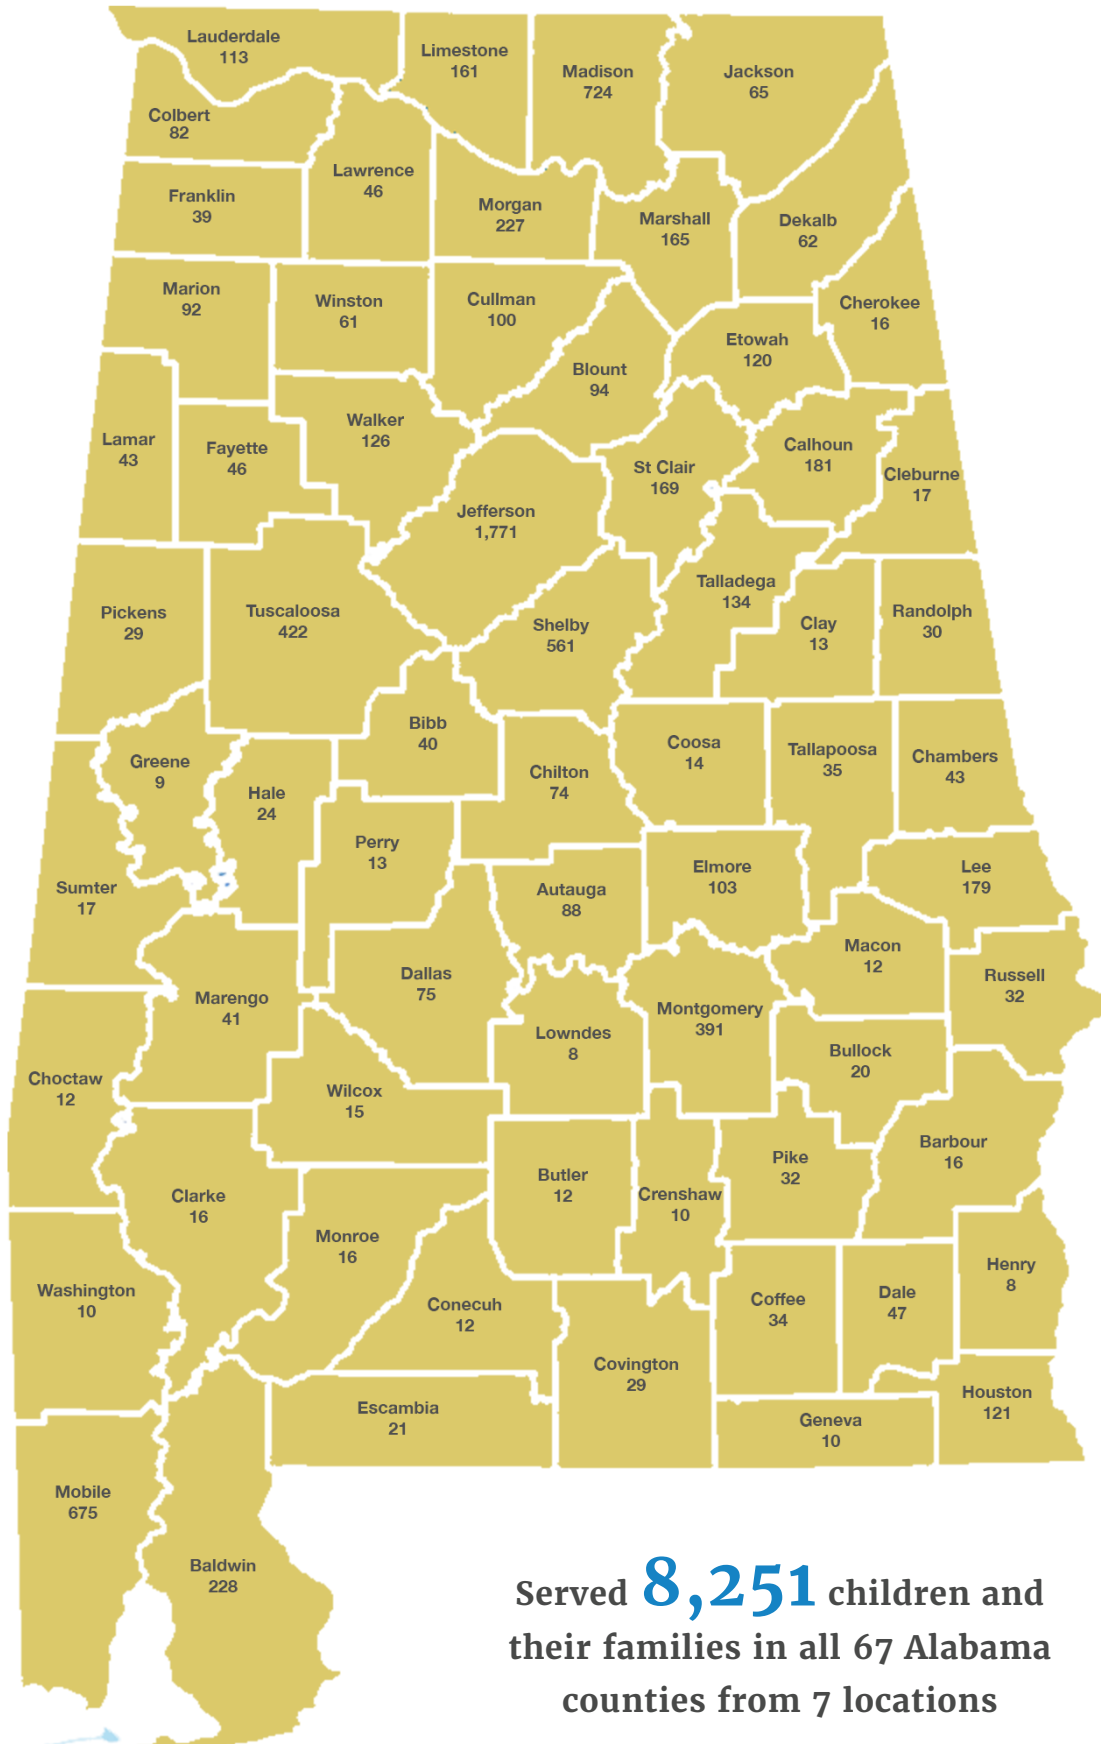 Lauderdale
113
Limestone
161
Madison
724
Jackson
65
Colbert
82
Lawrence
46
Franklin
39
Morgan
227
Marshall
165
Dekalb
62
Marion
92
Winston
61
Cullman
100
Cherokee
16
Etowah
120
Blount
94
Walker
126
Lamar
43
Fayette
46
St Clair
169
Calhoun
181
Cleburne
17
Jefferson
1,771
Talladega
134
Pickens
29
Tuscaloosa
422
Shelby
561
Clay
13
Randolph
30
Bibb
40
Greene
9
Hale
24
Chilton
74
Coosa
14
Tallapoosa
35
Chambers
43
Perry
13
Sumter
17
Autauga
88
Elmore
103
Lee
179
Macon
12
Dallas
75
Marengo
41
Russell
32
Montgomery
391
Lowndes
8
Bullock
20
Choctaw
12
Wilcox
15
Barbour
16
Clarke
16
Butler
12
Crenshaw
10
Pike
32
Monroe
16
Washington
10
Conecuh
12
Coffee
34
Dale
47
Henry
8
Covington
29
Escambia
21
Geneva
10
Houston
121
Mobile
675
Baldwin
228
Served 8,251 children and
their families in all 67 Alabama
counties from 7 locations